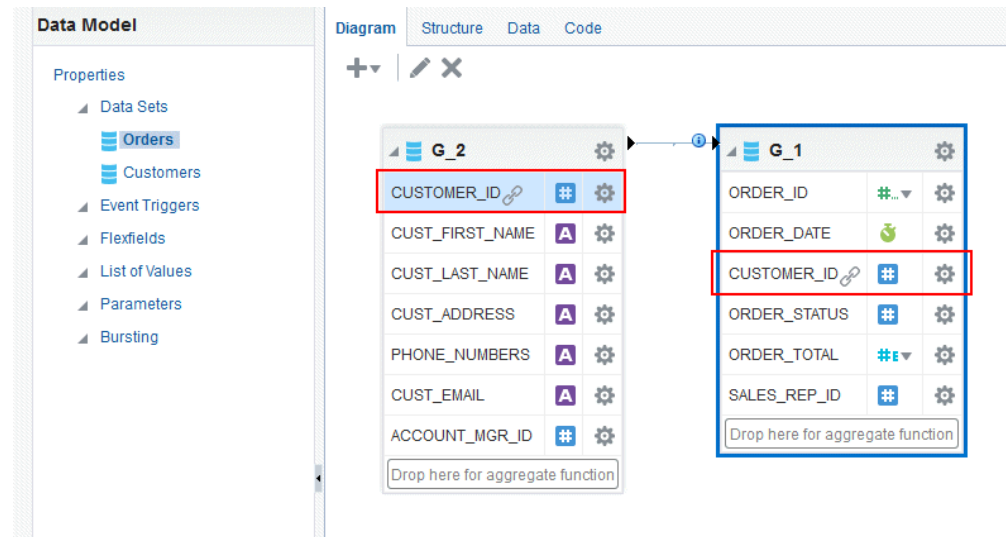 Data Model
Properties
Data Sets
Orders
Customers
Event Triggers
Flexfields
List of Values
Parameters
Bursting
Diagram Structure Data Code
G_2
CUSTOMER_ID #
CUST_FIRST_NAME A
CUST_LAST_NAME A
CUST_ADDRESS A
PHONE_NUMBERS A
CUST_EMAIL A
ACCOUNT_MGR_ID #
Drop here for aggregate function
G_1
ORDER_ID #...
ORDER_DATE
CUSTOMER_ID #
ORDER_STATUS #
ORDER_TOTAL #E
SALES_REP_ID #
Drop here for aggregate function